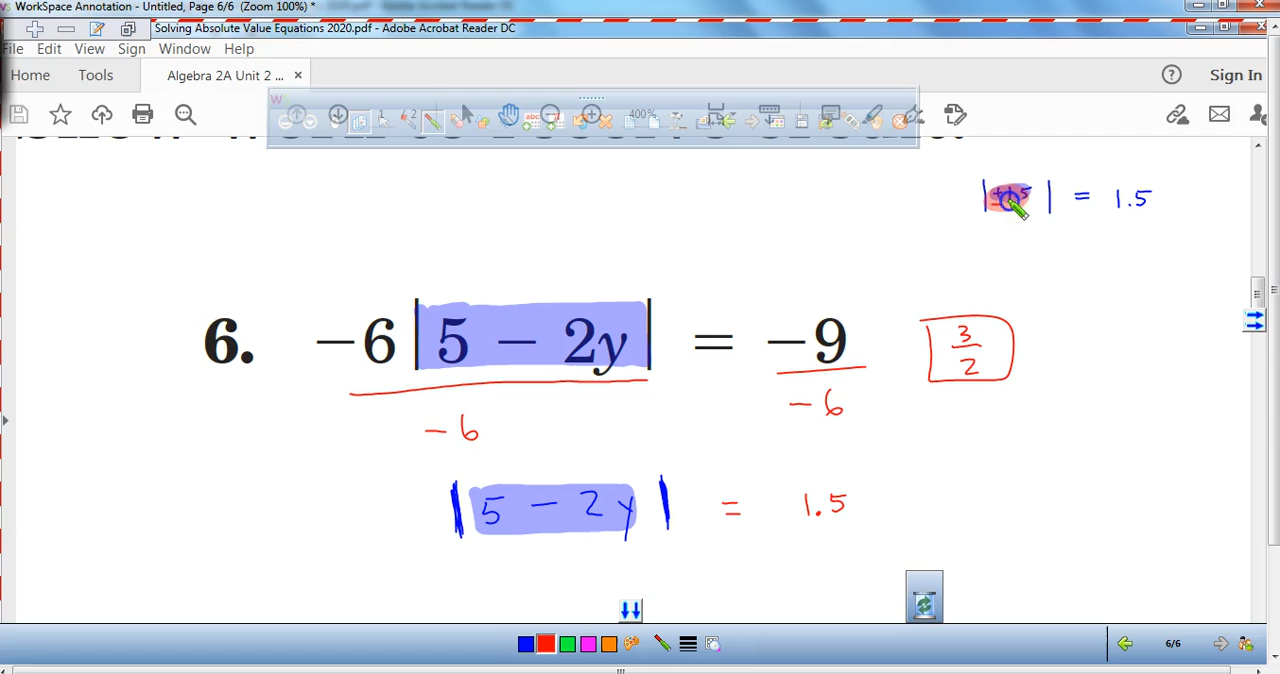 WorkSpace Annotation - Untitled, Page 6/6 (Zoom 100%) *
Solving Absolute Value Equations 2020.pdf - Adobe Acrobat Reader DC
File Edit View Sign Window Help
Home Tools Algebra 2A Unit 2 ... × Sign In
400%
| | = 1.5
6. −6|5 − 2y| = −9
3/2
-6 -6
|5 - 2y| = 1.5
6/6